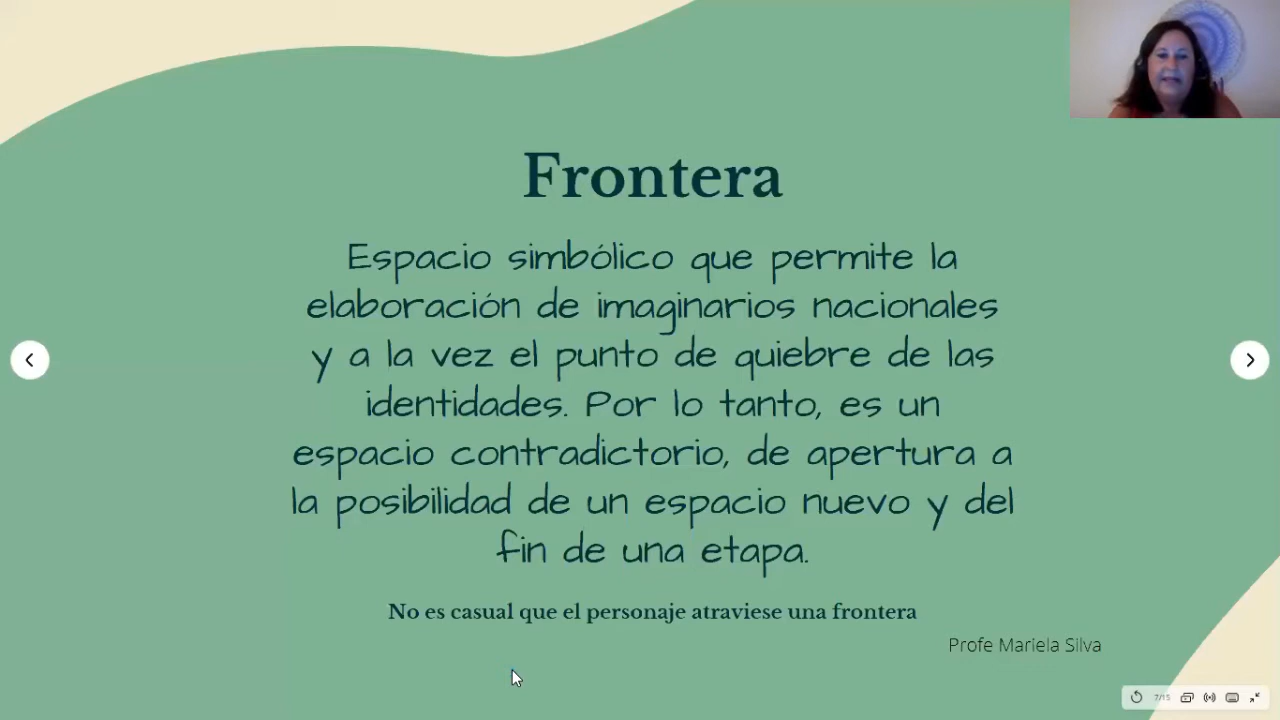 Frontera
Espacio simbólico que permite la
elaboración de imaginarios nacionales
y a la vez el punto de quiebre de las
identidades. Por lo tanto, es un
espacio contradictorio, de apertura a
la posibilidad de un espacio nuevo y del
fin de una etapa.
No es casual que el personaje atraviese una frontera
Profe Mariela Silva
7/15